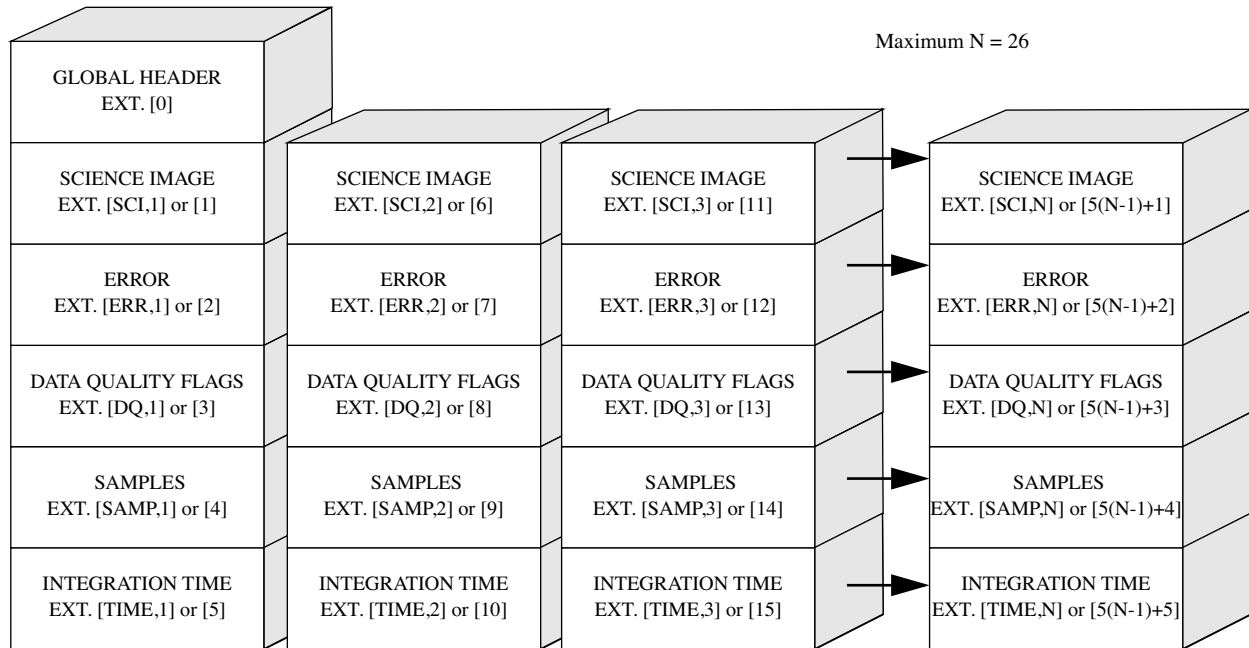 Maximum N = 26
GLOBAL HEADER
EXT. [0]
SCIENCE IMAGE
EXT. [SCI,1] or [1]
SCIENCE IMAGE
EXT. [SCI,2] or [6]
SCIENCE IMAGE
EXT. [SCI,3] or [11]
SCIENCE IMAGE
EXT. [SCI,N] or [5(N-1)+1]
ERROR
EXT. [ERR,1] or [2]
ERROR
EXT. [ERR,2] or [7]
ERROR
EXT. [ERR,3] or [12]
ERROR
EXT. [ERR,N] or [5(N-1)+2]
DATA QUALITY FLAGS
EXT. [DQ,1] or [3]
DATA QUALITY FLAGS
EXT. [DQ,2] or [8]
DATA QUALITY FLAGS
EXT. [DQ,3] or [13]
DATA QUALITY FLAGS
EXT. [DQ,N] or [5(N-1)+3]
SAMPLES
EXT. [SAMP,1] or [4]
SAMPLES
EXT. [SAMP,2] or [9]
SAMPLES
EXT. [SAMP,3] or [14]
SAMPLES
EXT. [SAMP,N] or [5(N-1)+4]
INTEGRATION TIME
EXT. [TIME,1] or [5]
INTEGRATION TIME
EXT. [TIME,2] or [10]
INTEGRATION TIME
EXT. [TIME,3] or [15]
INTEGRATION TIME
EXT. [TIME,N] or [5(N-1)+5]